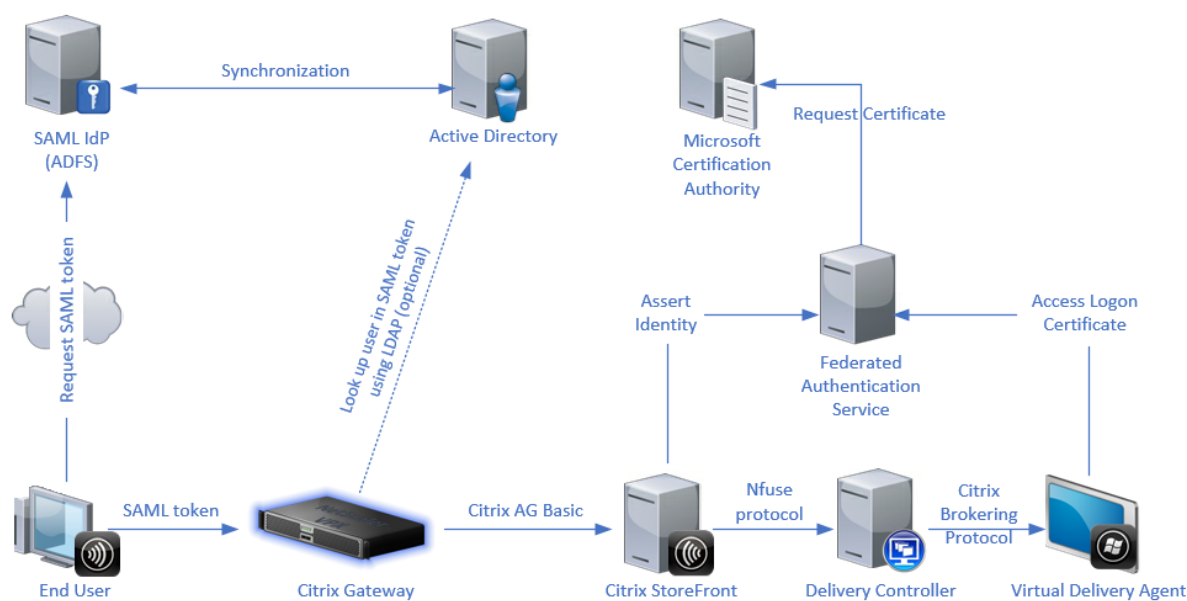 Synchronization
SAML IdP
(ADFS)
Active Directory
Request Certificate
Microsoft
Certification
Authority
Request SAML token
Look up user in SAML token
using LDAP (optional)
Assert
Identity
Access Logon
Certificate
Federated
Authentication
Service
SAML token
Citrix AG Basic
Nfuse
protocol
Citrix
Brokering
Protocol
End User
Citrix Gateway
Citrix StoreFront
Delivery Controller
Virtual Delivery Agent